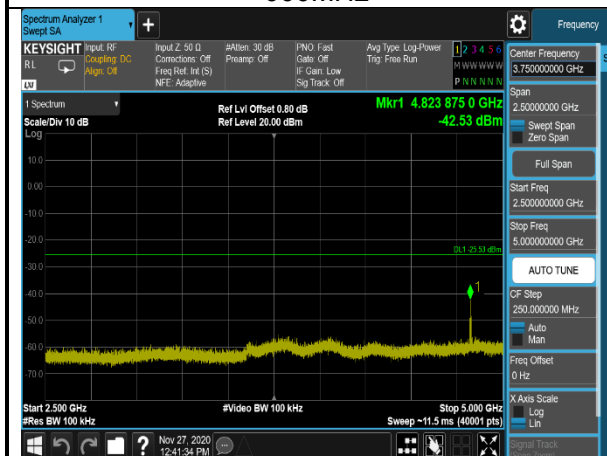 Spectrum Analyzer 1
Swept SA
Frequency
KEYSIGHT
RL
Input: RF
Coupling: DC
Align: Off
Input Z: 50 Ω
Corrections: Off
Freq Ref: Int (S)
NFE: Adaptive
#Atten: 30 dB
Preamp: Off
PNO: Fast
Gate: Off
IF Gain: Low
Sig Track: Off
Avg Type: Log-Power
Trig: Free Run
1 2 3 4 5 6
M W W W W W
P N N N N N
LXI
1 Spectrum
Scale/Div 10 dB
Log
Ref Lvl Offset 0.80 dB
Ref Level 20.00 dBm
Mkr1 4.823 875 0 GHz
-42.53 dBm
10.0
0.00
-10.0
-20.0
-30.0
-40.0
-50.0
-60.0
-70.0
DL1 -25.53 dBm
1
Start 2.500 GHz
#Res BW 100 kHz
#Video BW 100 kHz
Stop 5.000 GHz
Sweep ~11.5 ms (40001 pts)
Center Frequency
3.750000000 GHz
Span
2.50000000 GHz
Swept Span
Zero Span
Full Span
Start Freq
2.500000000 GHz
Stop Freq
5.000000000 GHz
AUTO TUNE
CF Step
250.000000 MHz
Auto
Man
Freq Offset
0 Hz
X Axis Scale
Log
Lin
Signal Track
Nov 27, 2020
12:41:34 PM